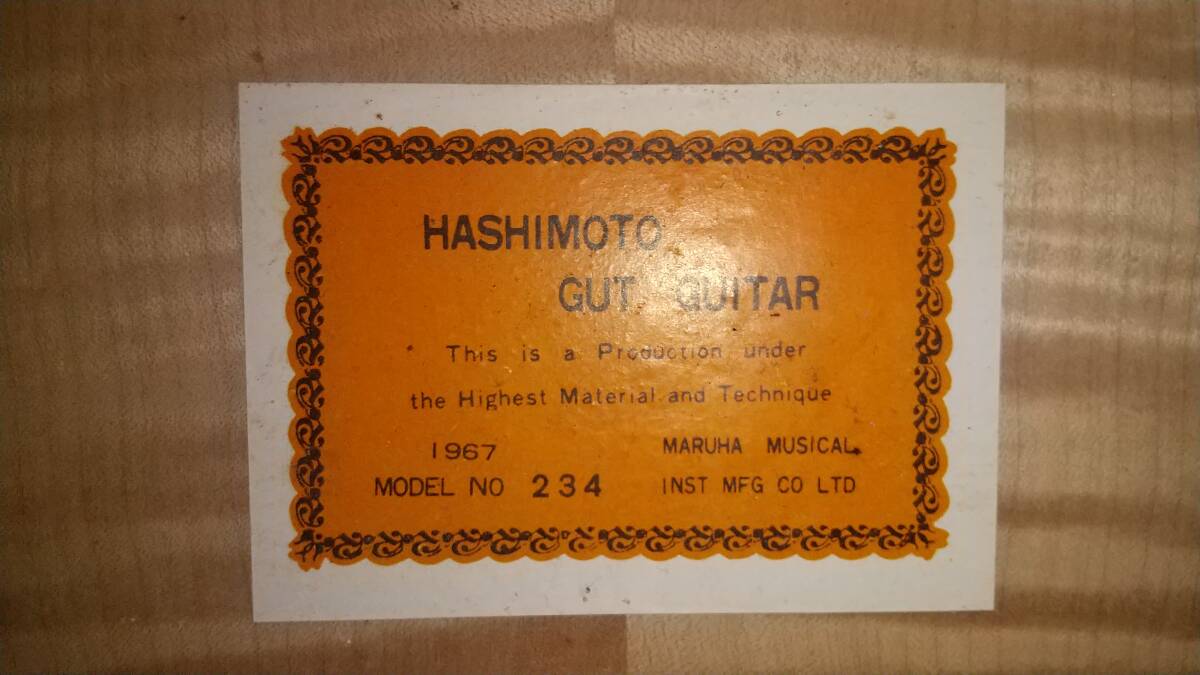 HASHIMOTO
GUT GUITAR
This is a Production under
the Highest Material and Technique
1967 MARUHA MUSICAL.
MODEL NO 234 INST MFG CO LTD